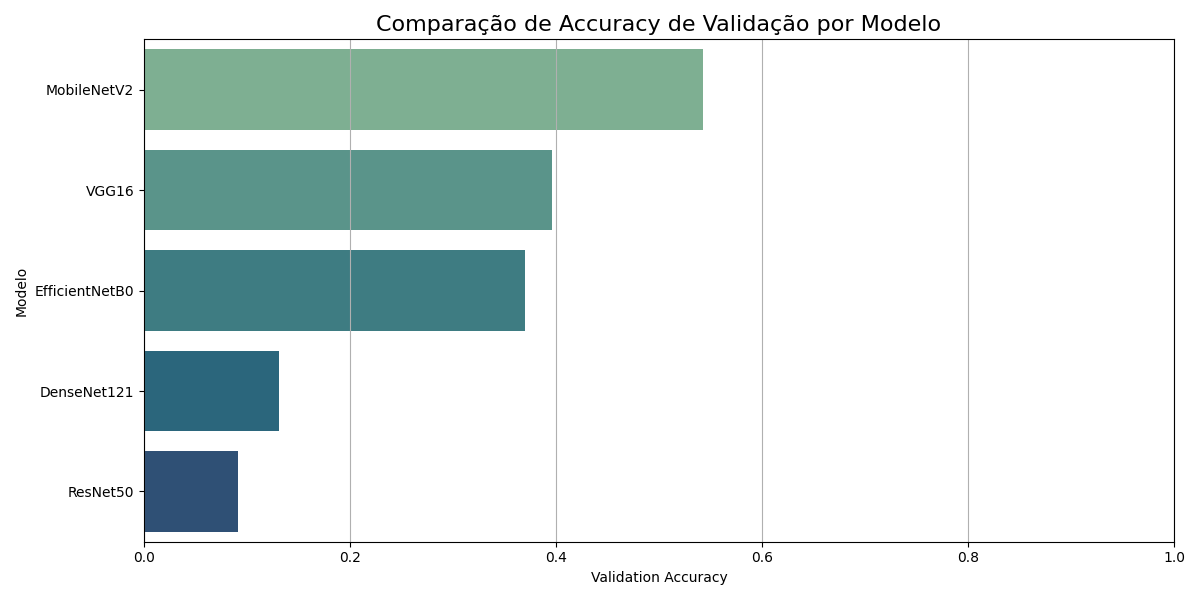 Comparação de Accuracy de Validação por Modelo
MobileNetV2
VGG16
EfficientNetB0
DenseNet121
ResNet50
Modelo
0.0 0.2 0.4 0.6 0.8 1.0
Validation Accuracy